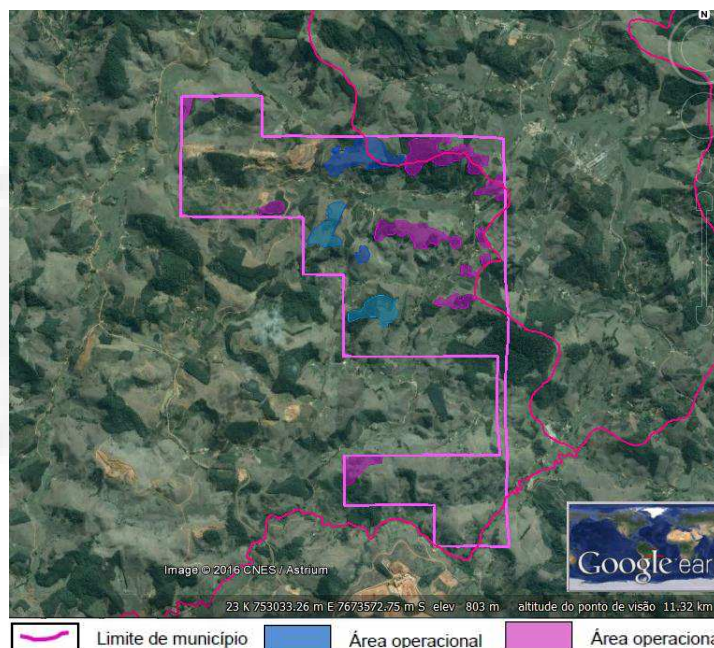 N
Image © 2016 CNES / Astrium
Google ear
23 K 753033.26 m E 7673572.75 m S elev 803 m altitude do ponto de visão 11.32 km
Limite de município
Área operacional
Área operaciona